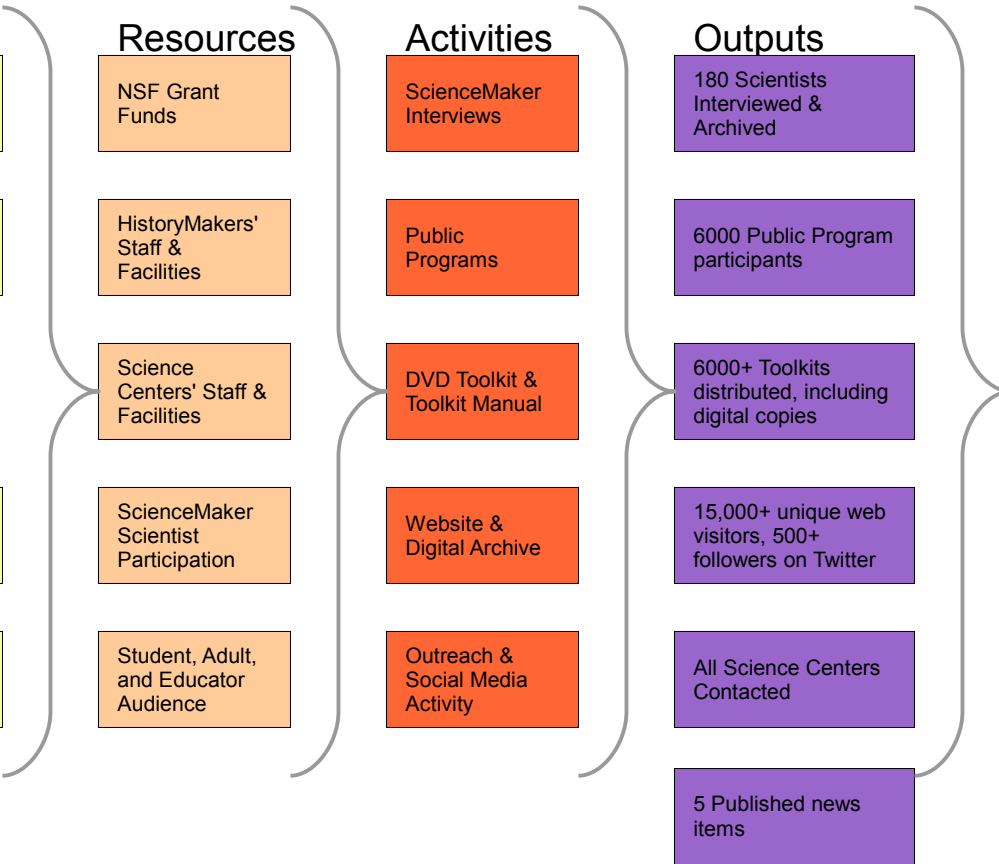 Resources
NSF Grant
Funds
HistoryMakers'
Staff &
Facilities
Science
Centers' Staff &
Facilities
ScienceMaker
Scientist
Participation
Student, Adult,
and Educator
Audience
Activities
ScienceMaker
Interviews
Public
Programs
DVD Toolkit &
Toolkit Manual
Website &
Digital Archive
Outreach &
Social Media
Activity
Outputs
180 Scientists
Interviewed &
Archived
6000 Public Program
participants
6000+ Toolkits
distributed, including
digital copies
15,000+ unique web
visitors, 500+
followers on Twitter
All Science Centers
Contacted
5 Published news
items